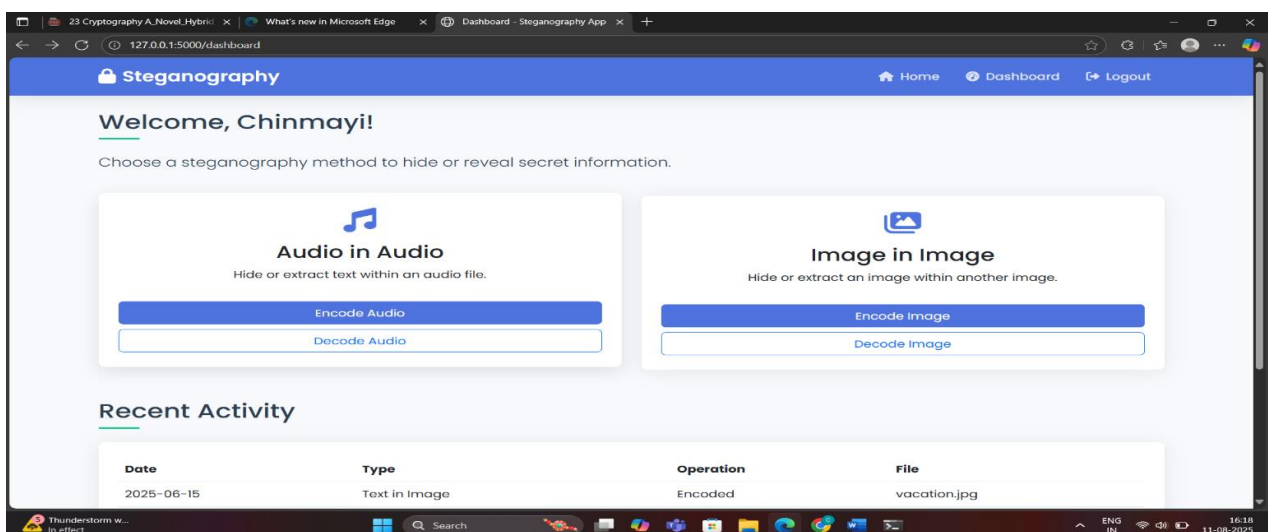 23 Cryptography A_Novel_Hybrid
What's new in Microsoft Edge
Dashboard - Steganography App
127.0.0.1:5000/dashboard
Steganography
Home
Dashboard
Logout
Welcome, Chinmayi!
Choose a steganography method to hide or reveal secret information.
Audio in Audio
Hide or extract text within an audio file.
Encode Audio
Decode Audio
Image in Image
Hide or extract an image within another image.
Encode Image
Decode Image
Recent Activity
Date Type Operation File
2025-06-15 Text in Image Encoded vacation.jpg
5
Thunderstorm w...
In effect
Search
ENG
IN
16:18
11-08-2025